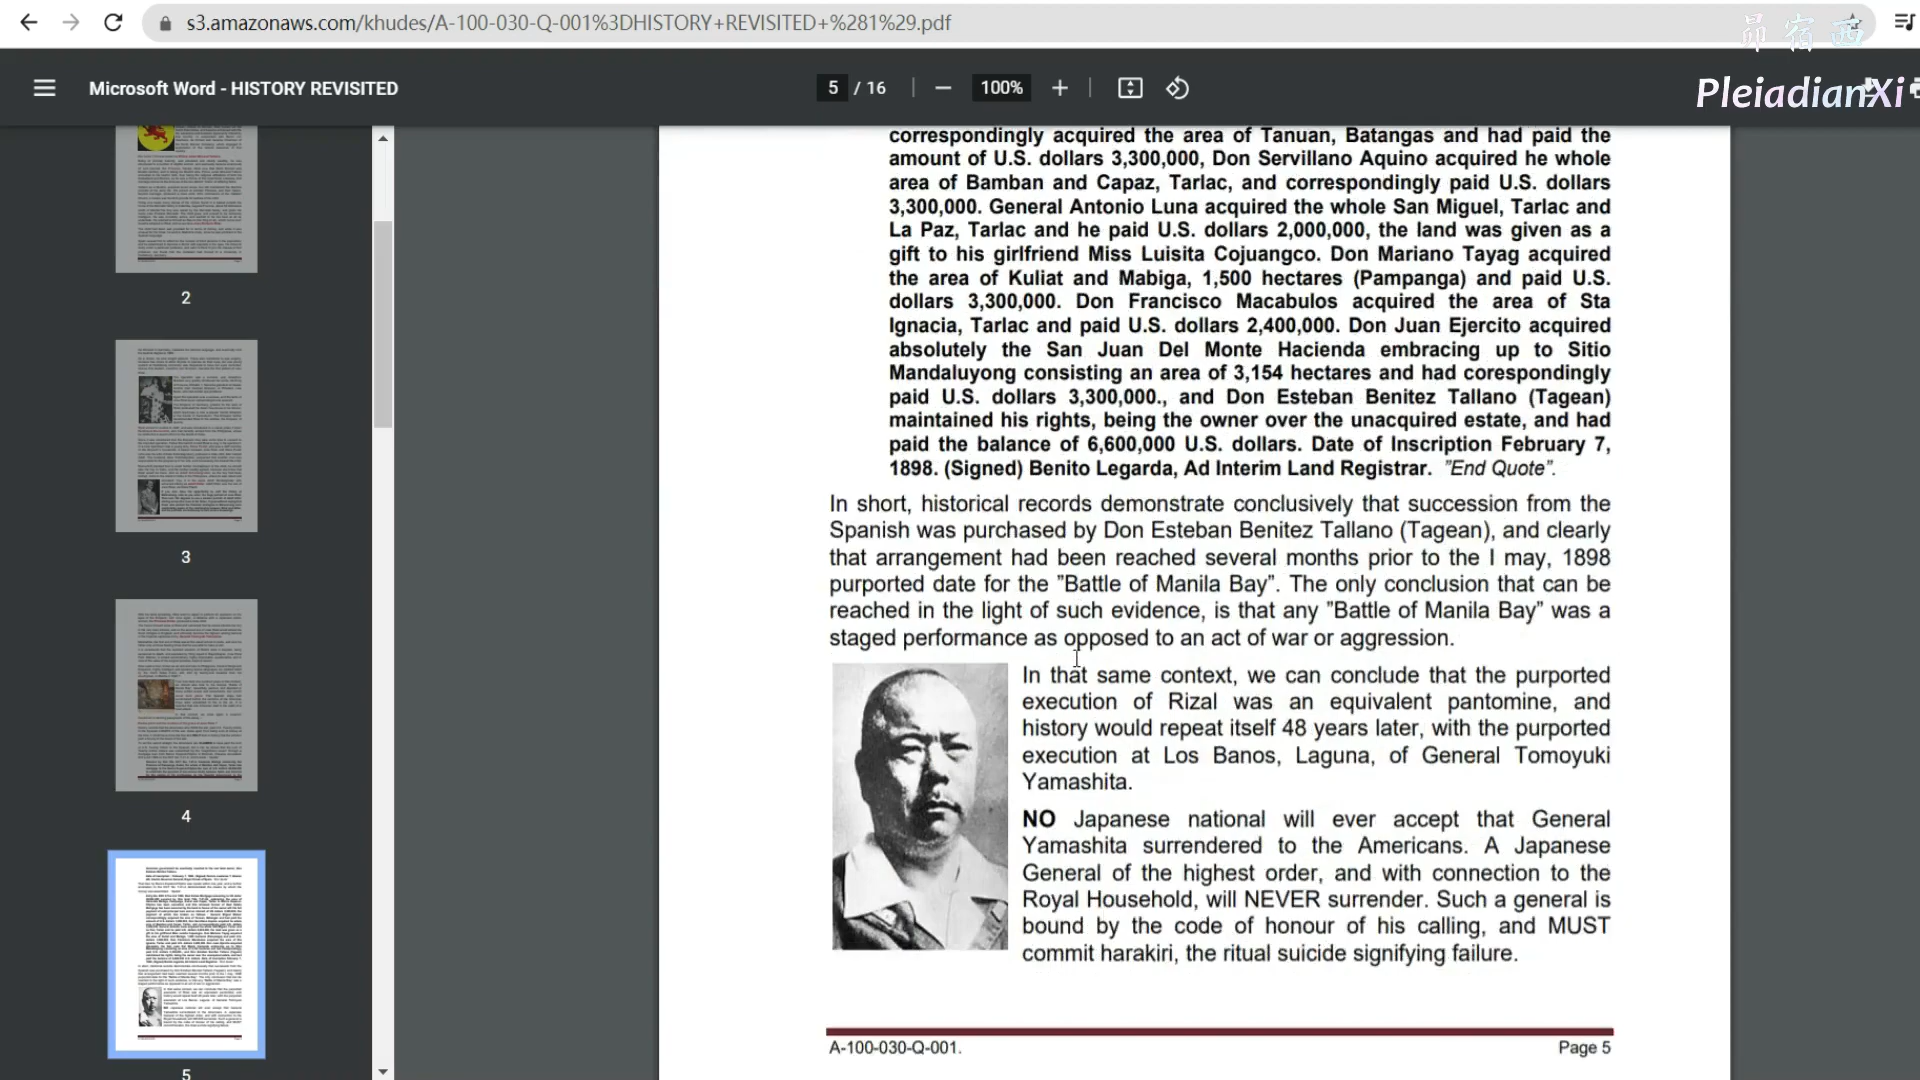 s3.amazonaws.com/khudes/A-100-030-Q-001%3DHISTORY+REVISITED+%281%29.pdf
昴宿西
Microsoft Word - HISTORY REVISITED
5 / 16
100%
PleiadianXi
2
3
4
5
correspondingly acquired the area of Tanuan, Batangas and had paid the
amount of U.S. dollars 3,300,000, Don Servillano Aquino acquired he whole
area of Bamban and Capaz, Tarlac, and correspondingly paid U.S. dollars
3,300,000. General Antonio Luna acquired the whole San Miguel, Tarlac and
La Paz, Tarlac and he paid U.S. dollars 2,000,000, the land was given as a
gift to his girlfriend Miss Luisita Cojuangco. Don Mariano Tayag acquired
the area of Kuliat and Mabiga, 1,500 hectares (Pampanga) and paid U.S.
dollars 3,300,000. Don Francisco Macabulos acquired the area of Sta
Ignacia, Tarlac and paid U.S. dollars 2,400,000. Don Juan Ejercito acquired
absolutely the San Juan Del Monte Hacienda embracing up to Sitio
Mandaluyong consisting an area of 3,154 hectares and had corespondingly
paid U.S. dollars 3,300,000., and Don Esteban Benitez Tallano (Tagean)
maintained his rights, being the owner over the unacquired estate, and had
paid the balance of 6,600,000 U.S. dollars. Date of Inscription February 7,
1898. (Signed) Benito Legarda, Ad Interim Land Registrar. "End Quote".
In short, historical records demonstrate conclusively that succession from the
Spanish was purchased by Don Esteban Benitez Tallano (Tagean), and clearly
that arrangement had been reached several months prior to the I may, 1898
purported date for the "Battle of Manila Bay". The only conclusion that can be
reached in the light of such evidence, is that any "Battle of Manila Bay" was a
staged performance as opposed to an act of war or aggression.
In that same context, we can conclude that the purported
execution of Rizal was an equivalent pantomine, and
history would repeat itself 48 years later, with the purported
execution at Los Banos, Laguna, of General Tomoyuki
Yamashita.
NO Japanese national will ever accept that General
Yamashita surrendered to the Americans. A Japanese
General of the highest order, and with connection to the
Royal Household, will NEVER surrender. Such a general is
bound by the code of honour of his calling, and MUST
commit harakiri, the ritual suicide signifying failure.
A-100-030-Q-001.
Page 5